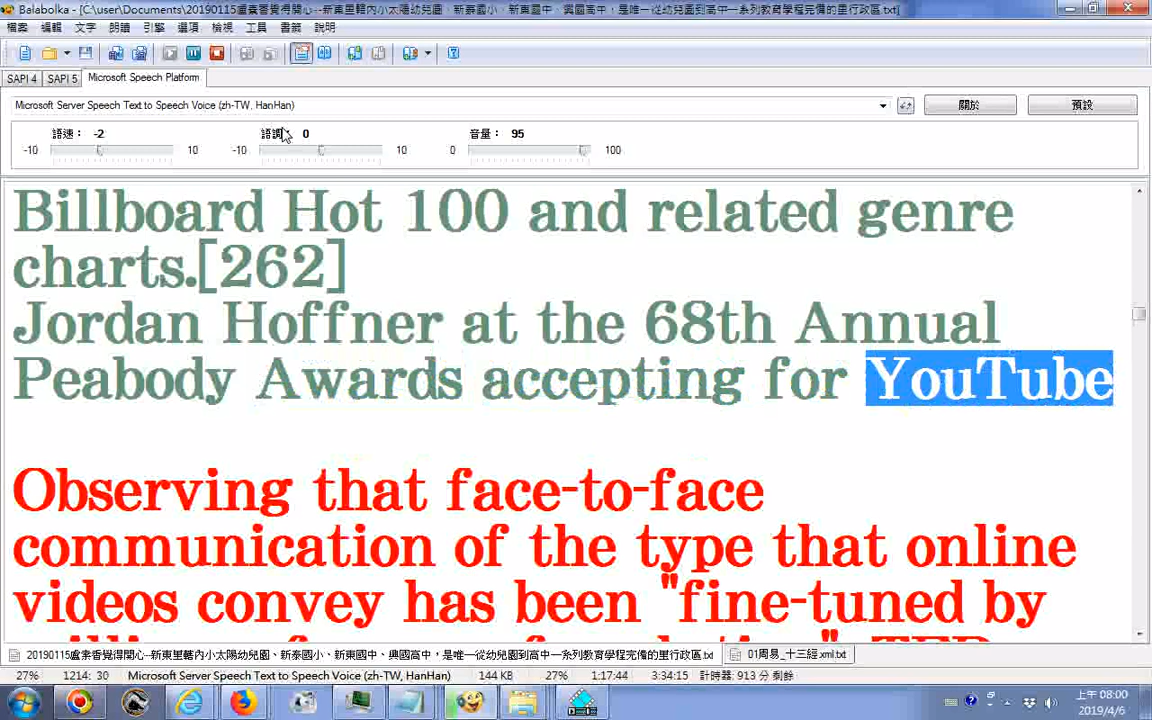 Balabolka - [C:\user\Documents\20190115盧素香覺得開心--新東里轄內小太陽幼兒園、新泰國小、新東國中、興國高中，是唯一從幼兒園到高中一系列教育學程完備的里行政區.txt]
檔案 編輯 文字 朗讀 引擎 選項 檢視 工具 書籤 說明
SAPI 4 SAPI 5 Microsoft Speech Platform
Microsoft Server Speech Text to Speech Voice (zh-TW, HanHan) 關於 預設
語速： -2 語調： 0 音量： 95
-10 10 -10 10 0 100
Billboard Hot 100 and related genre
charts.[262]
Jordan Hoffner at the 68th Annual
Peabody Awards accepting for YouTube
Observing that face-to-face
communication of the type that online
videos convey has been "fine-tuned by
20190115盧素香覺得開心--新東里轄內小太陽幼兒園、新泰國小、新東國中、興國高中，是唯一從幼兒園到高中一系列教育學程完備的里行政區.txt 01周易_十三經.xml.txt
27% 1214: 30 Microsoft Server Speech Text to Speech Voice (zh-TW, HanHan) 144 KB 27% 1:17:44 3:34:15 計時器: 913 分 剩餘
上午 08:00
2019/4/6